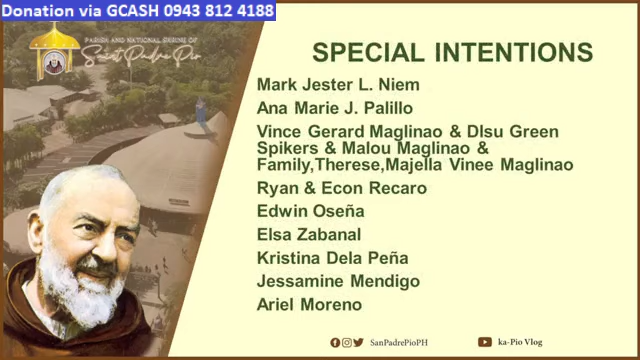 Donation via GCASH 0943 812 4188
PARISH AND NATIONAL SHRINE OF
Saint Padre Pio
SPECIAL INTENTIONS
Mark Jester L. Niem
Ana Marie J. Palillo
Vince Gerard Maglinao & Dlsu Green
Spikers & Malou Maglinao &
Family,Therese,Majella Vinee Maglinao
Ryan & Econ Recaro
Edwin Oseña
Elsa Zabanal
Kristina Dela Peña
Jessamine Mendigo
Ariel Moreno
SanPadrePioPH
ka-Pio Vlog